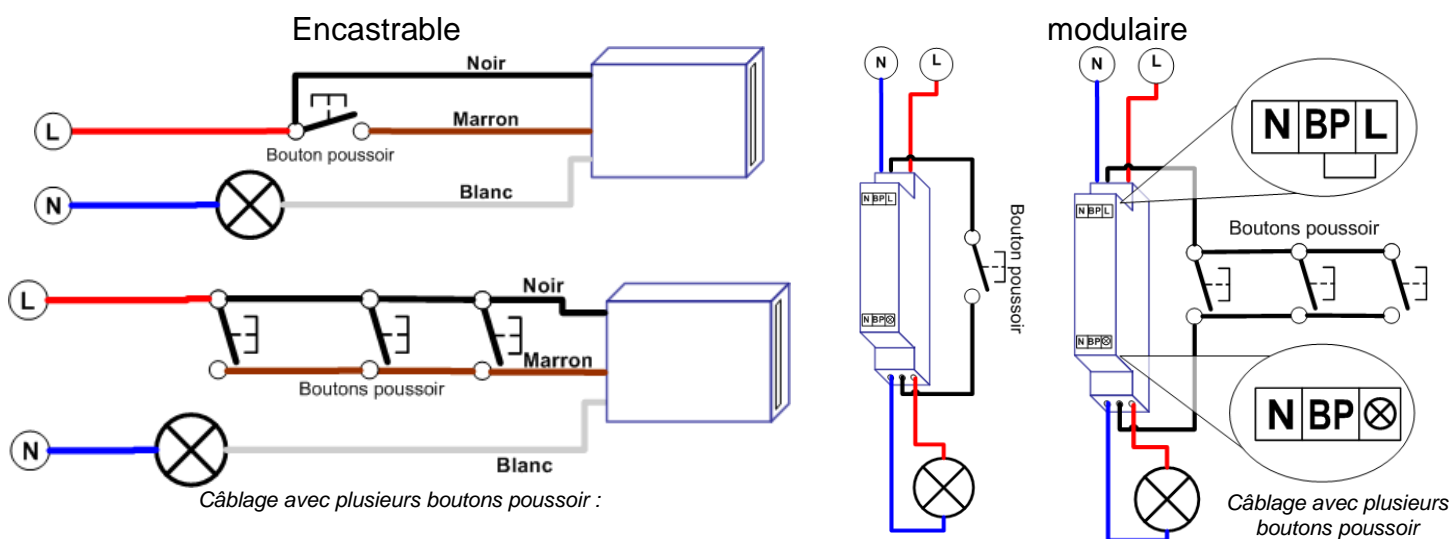 Encastrable
Noir
L
Marron
Bouton poussoir
Blanc
N
L
Noir
Marron
Boutons poussoir
N
Blanc
Câblage avec plusieurs boutons poussoir :
modulaire
N
L
N BP L
Bouton poussoir
N BP
N
L
N BP L
N BP L
Boutons poussoir
N BP
N BP
Câblage avec plusieurs
boutons poussoir